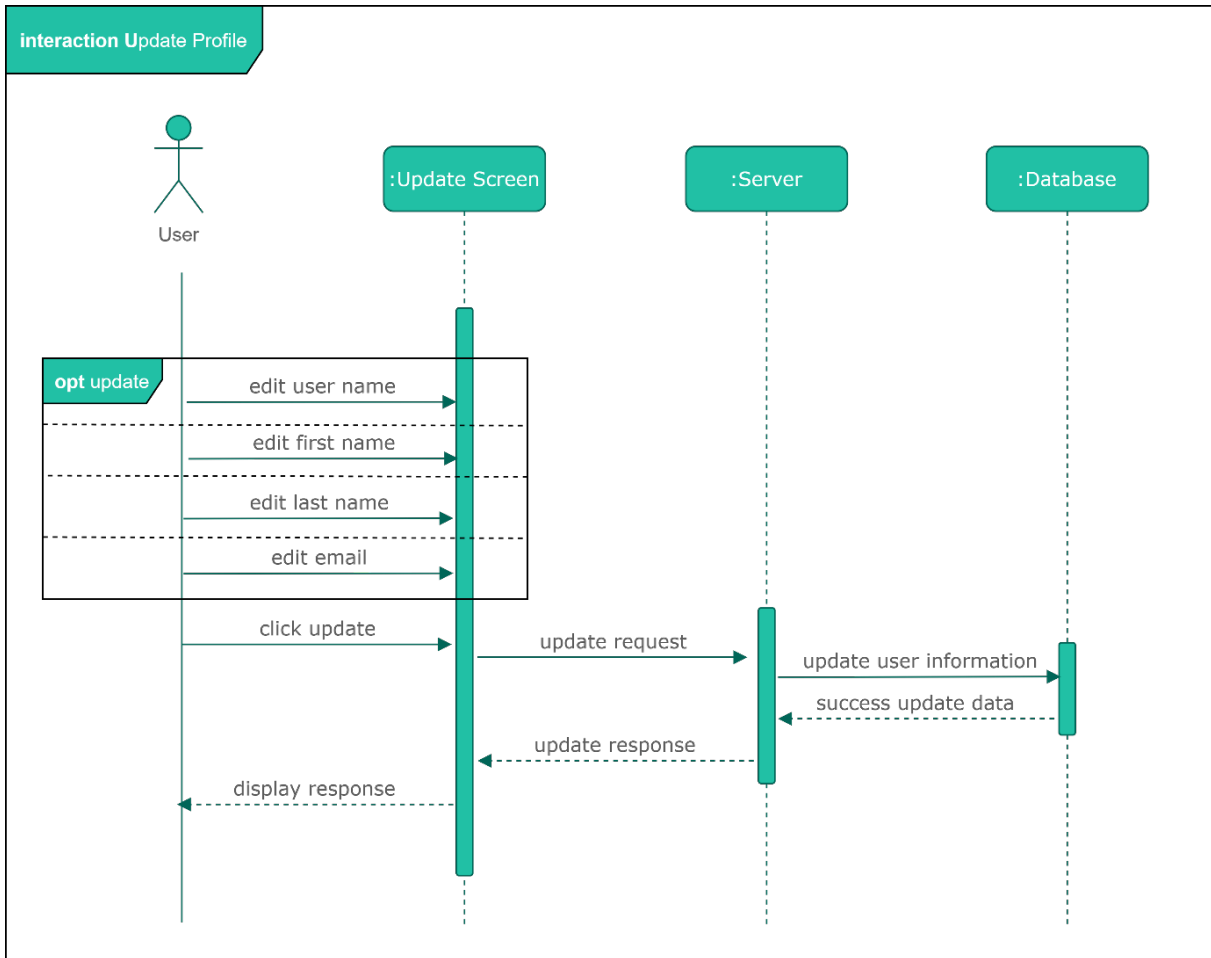 interaction Update Profile
User
:Update Screen
:Server
:Database
opt update
edit user name
edit first name
edit last name
edit email
click update
update request
update user information
success update data
update response
display response